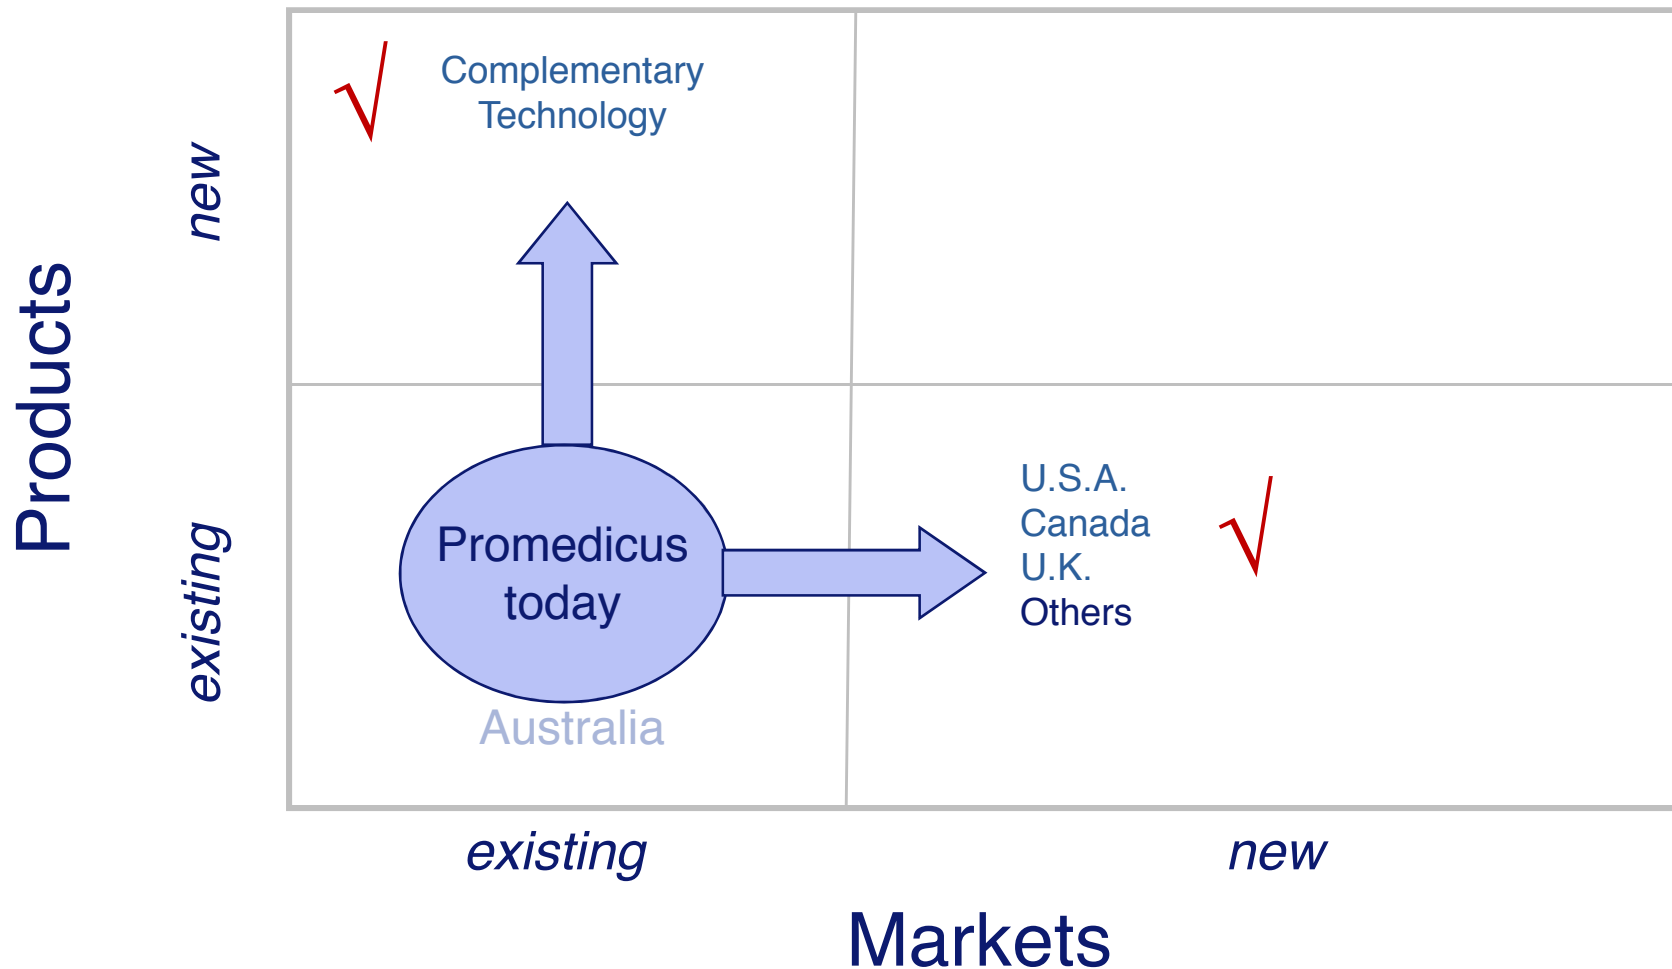 Products
new
existing
√
Complementary
Technology
Promedicus
today
Australia
U.S.A.
Canada
U.K.
Others
√
existing
new
Markets